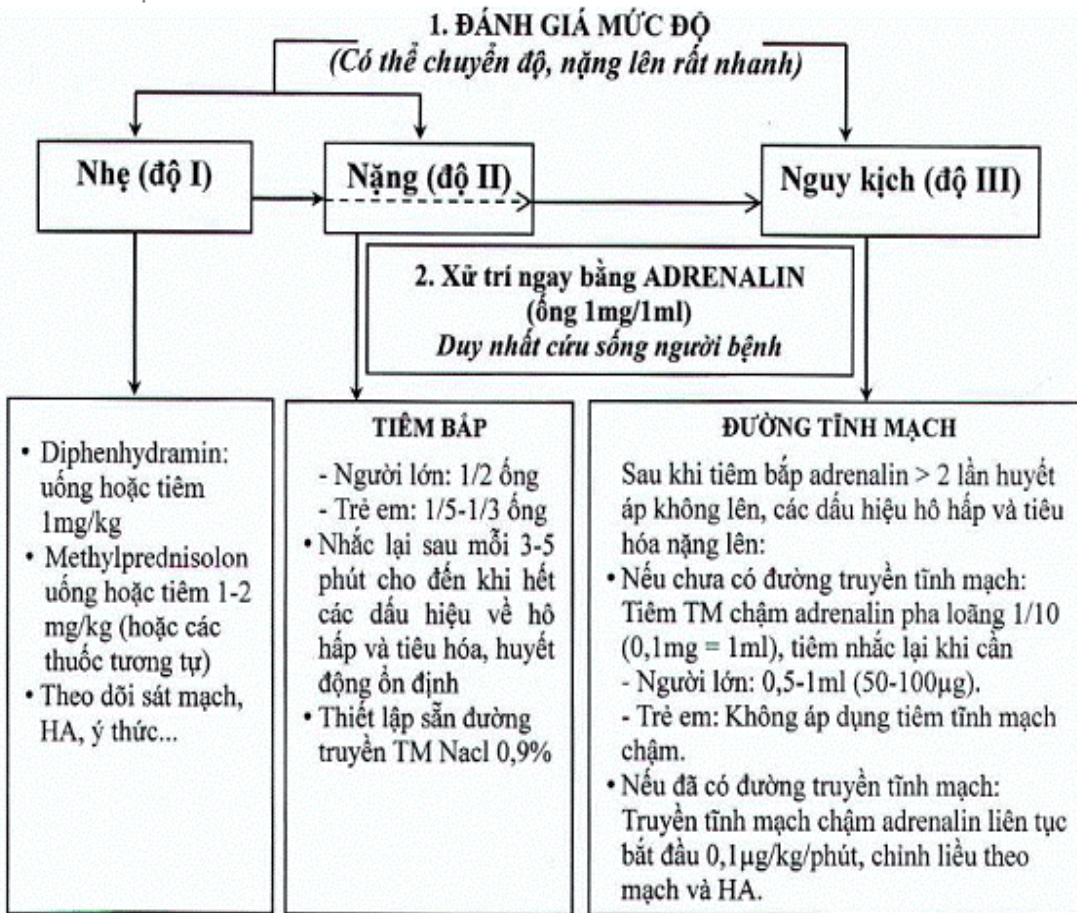 1. ĐÁNH GIÁ MỨC ĐỘ
(Có thể chuyển độ, nặng lên rất nhanh)
Nhẹ (độ I)
Nặng (độ II)
Nguy kịch (độ III)
2. Xử trí ngay bằng ADRENALIN
(ống 1mg/1ml)
Duy nhất cứu sống người bệnh
• Diphenhydramin:
uống hoặc tiêm
1mg/kg
• Methylprednisolon
uống hoặc tiêm 1-2
mg/kg (hoặc các
thuốc tương tự)
• Theo dõi sát mạch,
HA, ý thức...
TIÊM BẮP
- Người lớn: 1/2 ống
- Trẻ em: 1/5-1/3 ống
• Nhắc lại sau mỗi 3-5
phút cho đến khi hết
các dấu hiệu về hô
hấp và tiêu hóa, huyết
động ổn định
• Thiết lập sẵn đường
truyền TM Nacl 0,9%
ĐƯỜNG TĨNH MẠCH
Sau khi tiêm bắp adrenalin > 2 lần huyết
áp không lên, các dấu hiệu hô hấp và tiêu
hóa nặng lên:
• Nếu chưa có đường truyền tĩnh mạch:
Tiêm TM chậm adrenalin pha loãng 1/10
(0,1mg = 1ml), tiêm nhắc lại khi cần
- Người lớn: 0,5-1ml (50-100µg).
- Trẻ em: Không áp dụng tiêm tĩnh mạch
chậm.
• Nếu đã có đường truyền tĩnh mạch:
Truyền tĩnh mạch chậm adrenalin liên tục
bắt đầu 0,1µg/kg/phút, chỉnh liều theo
mạch và HA.